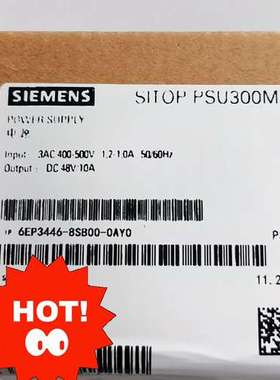 SIEMENS
SITOP PSU300M
POWER SUPPLY
电源
Input: 3AC 400-500V 1,2-1,0A 50/60Hz
Output: DC 48V/10A
1P 6EP3446-8SB00-0AY0
HOT!
11.2